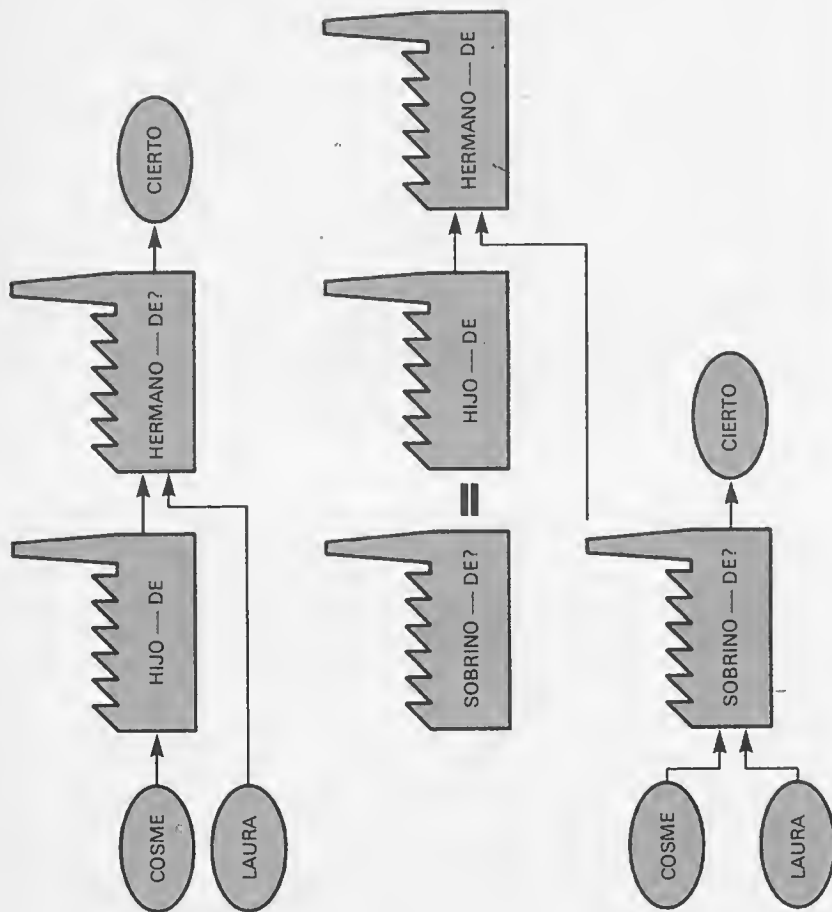 COSME
HIJO — DE
HERMANO — DE?
CIERTO
LAURA
SOBRINO — DE?
=
HIJO — DE
HERMANO — DE
COSME
SOBRINO — DE?
CIERTO
LAURA